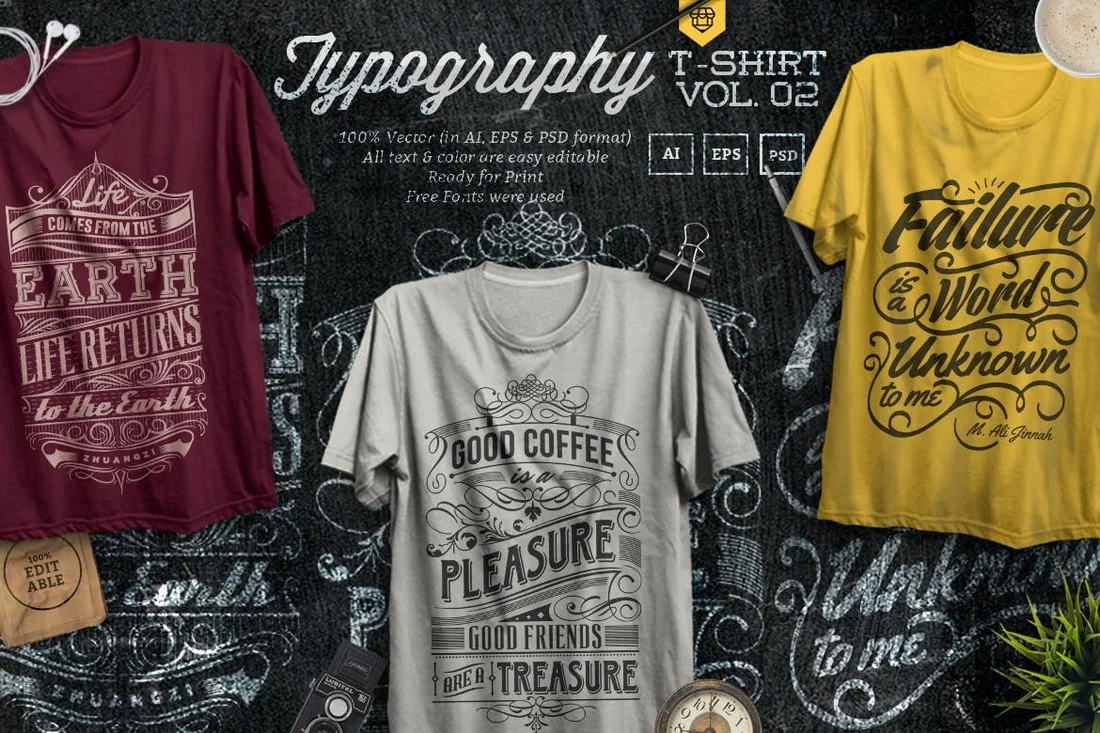 Typography
T-SHIRT
VOL. 02
100% Vector (in AI, EPS & PSD format)
All text & color are easy editable
Ready for Print
Free Fonts were used
AI
EPS
PSD
Life
COMES FROM THE
EARTH
LIFE RETURNS
to the Earth
ZHUANGZI
GOOD COFFEE
is a
PLEASURE
GOOD FRIENDS
ARE A TREASURE
Failure
is a Word
Unknown
to me
M. Ali Jinnah
100%
EDIT
ABLE
Earth
ZHUANGZI
Unknown
to me
LUBITEL